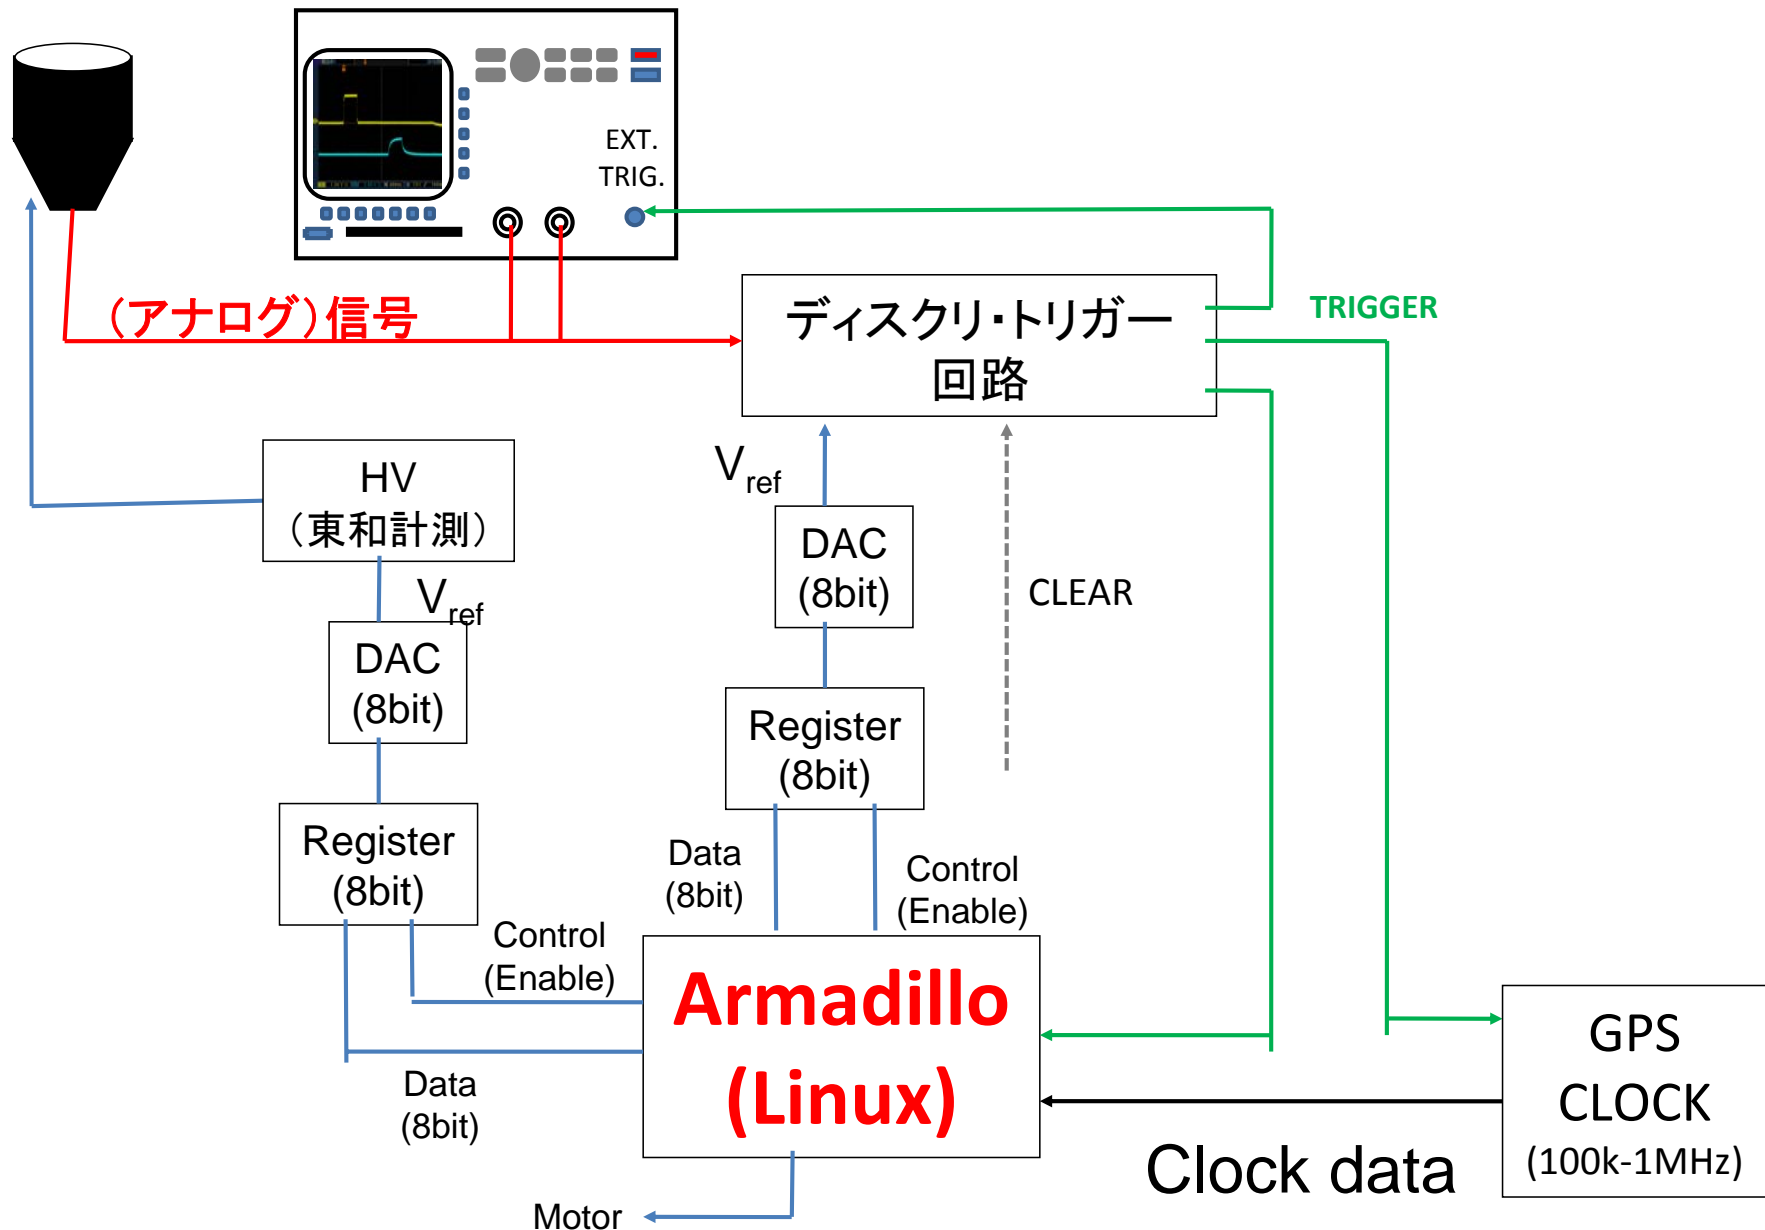 EXT.
TRIG.
（アナログ）信号
ディスクリ・トリガー
回路
TRIGGER
HV
（東和計測）
Vref
DAC
(8bit)
Register
(8bit)
Control
(Enable)
Data
(8bit)
Vref
DAC
(8bit)
CLEAR
Register
(8bit)
Data
(8bit)
Control
(Enable)
Armadillo
(Linux)
Motor
GPS
CLOCK
(100k-1MHz)
Clock data